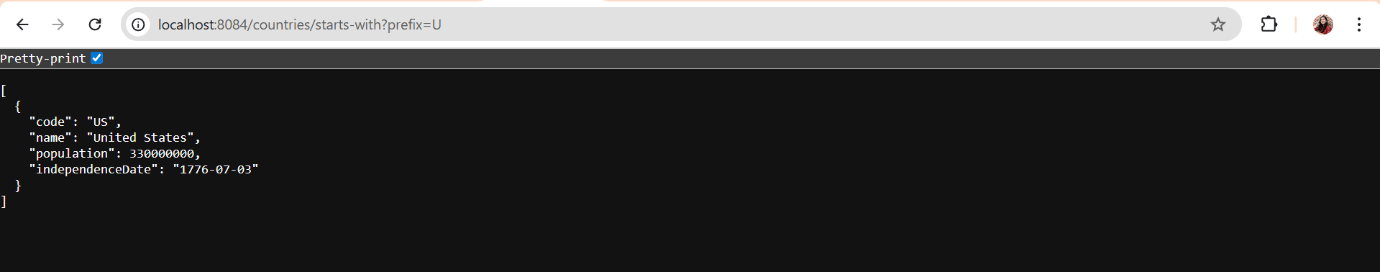 localhost:8084/countries/starts-with?prefix=U
Pretty-print
[
  {
    "code": "US",
    "name": "United States",
    "population": 330000000,
    "independenceDate": "1776-07-03"
  }
]